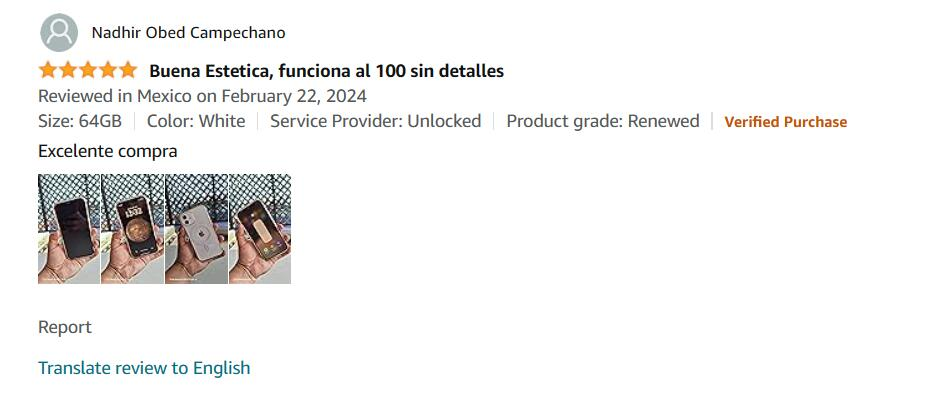 Nadhir Obed Campechano
Buena Estetica, funciona al 100 sin detalles
Reviewed in Mexico on February 22, 2024
Size: 64GB | Color: White | Service Provider: Unlocked | Product grade: Renewed | Verified Purchase
Excelente compra
Report
Translate review to English